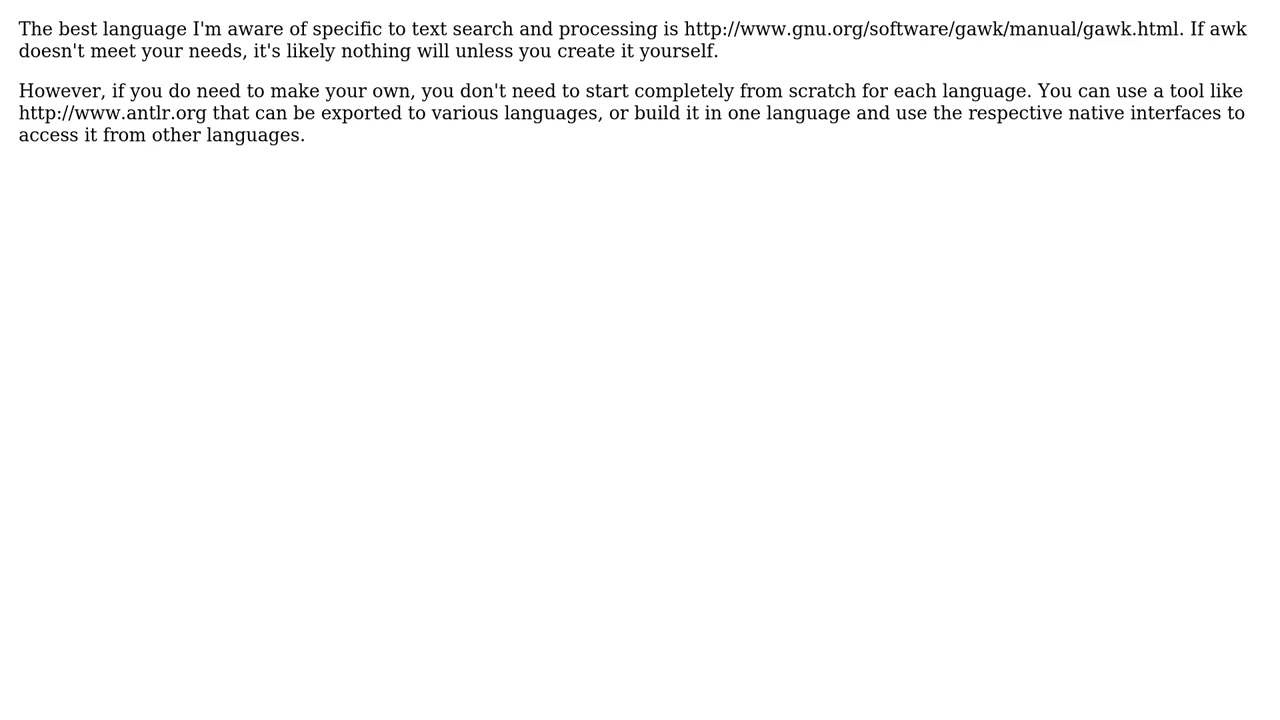 The best language I'm aware of specific to text search and processing is http://www.gnu.org/software/gawk/manual/gawk.html. If awk
doesn't meet your needs, it's likely nothing will unless you create it yourself.
However, if you do need to make your own, you don't need to start completely from scratch for each language. You can use a tool like
http://www.antlr.org that can be exported to various languages, or build it in one language and use the respective native interfaces to
access it from other languages.